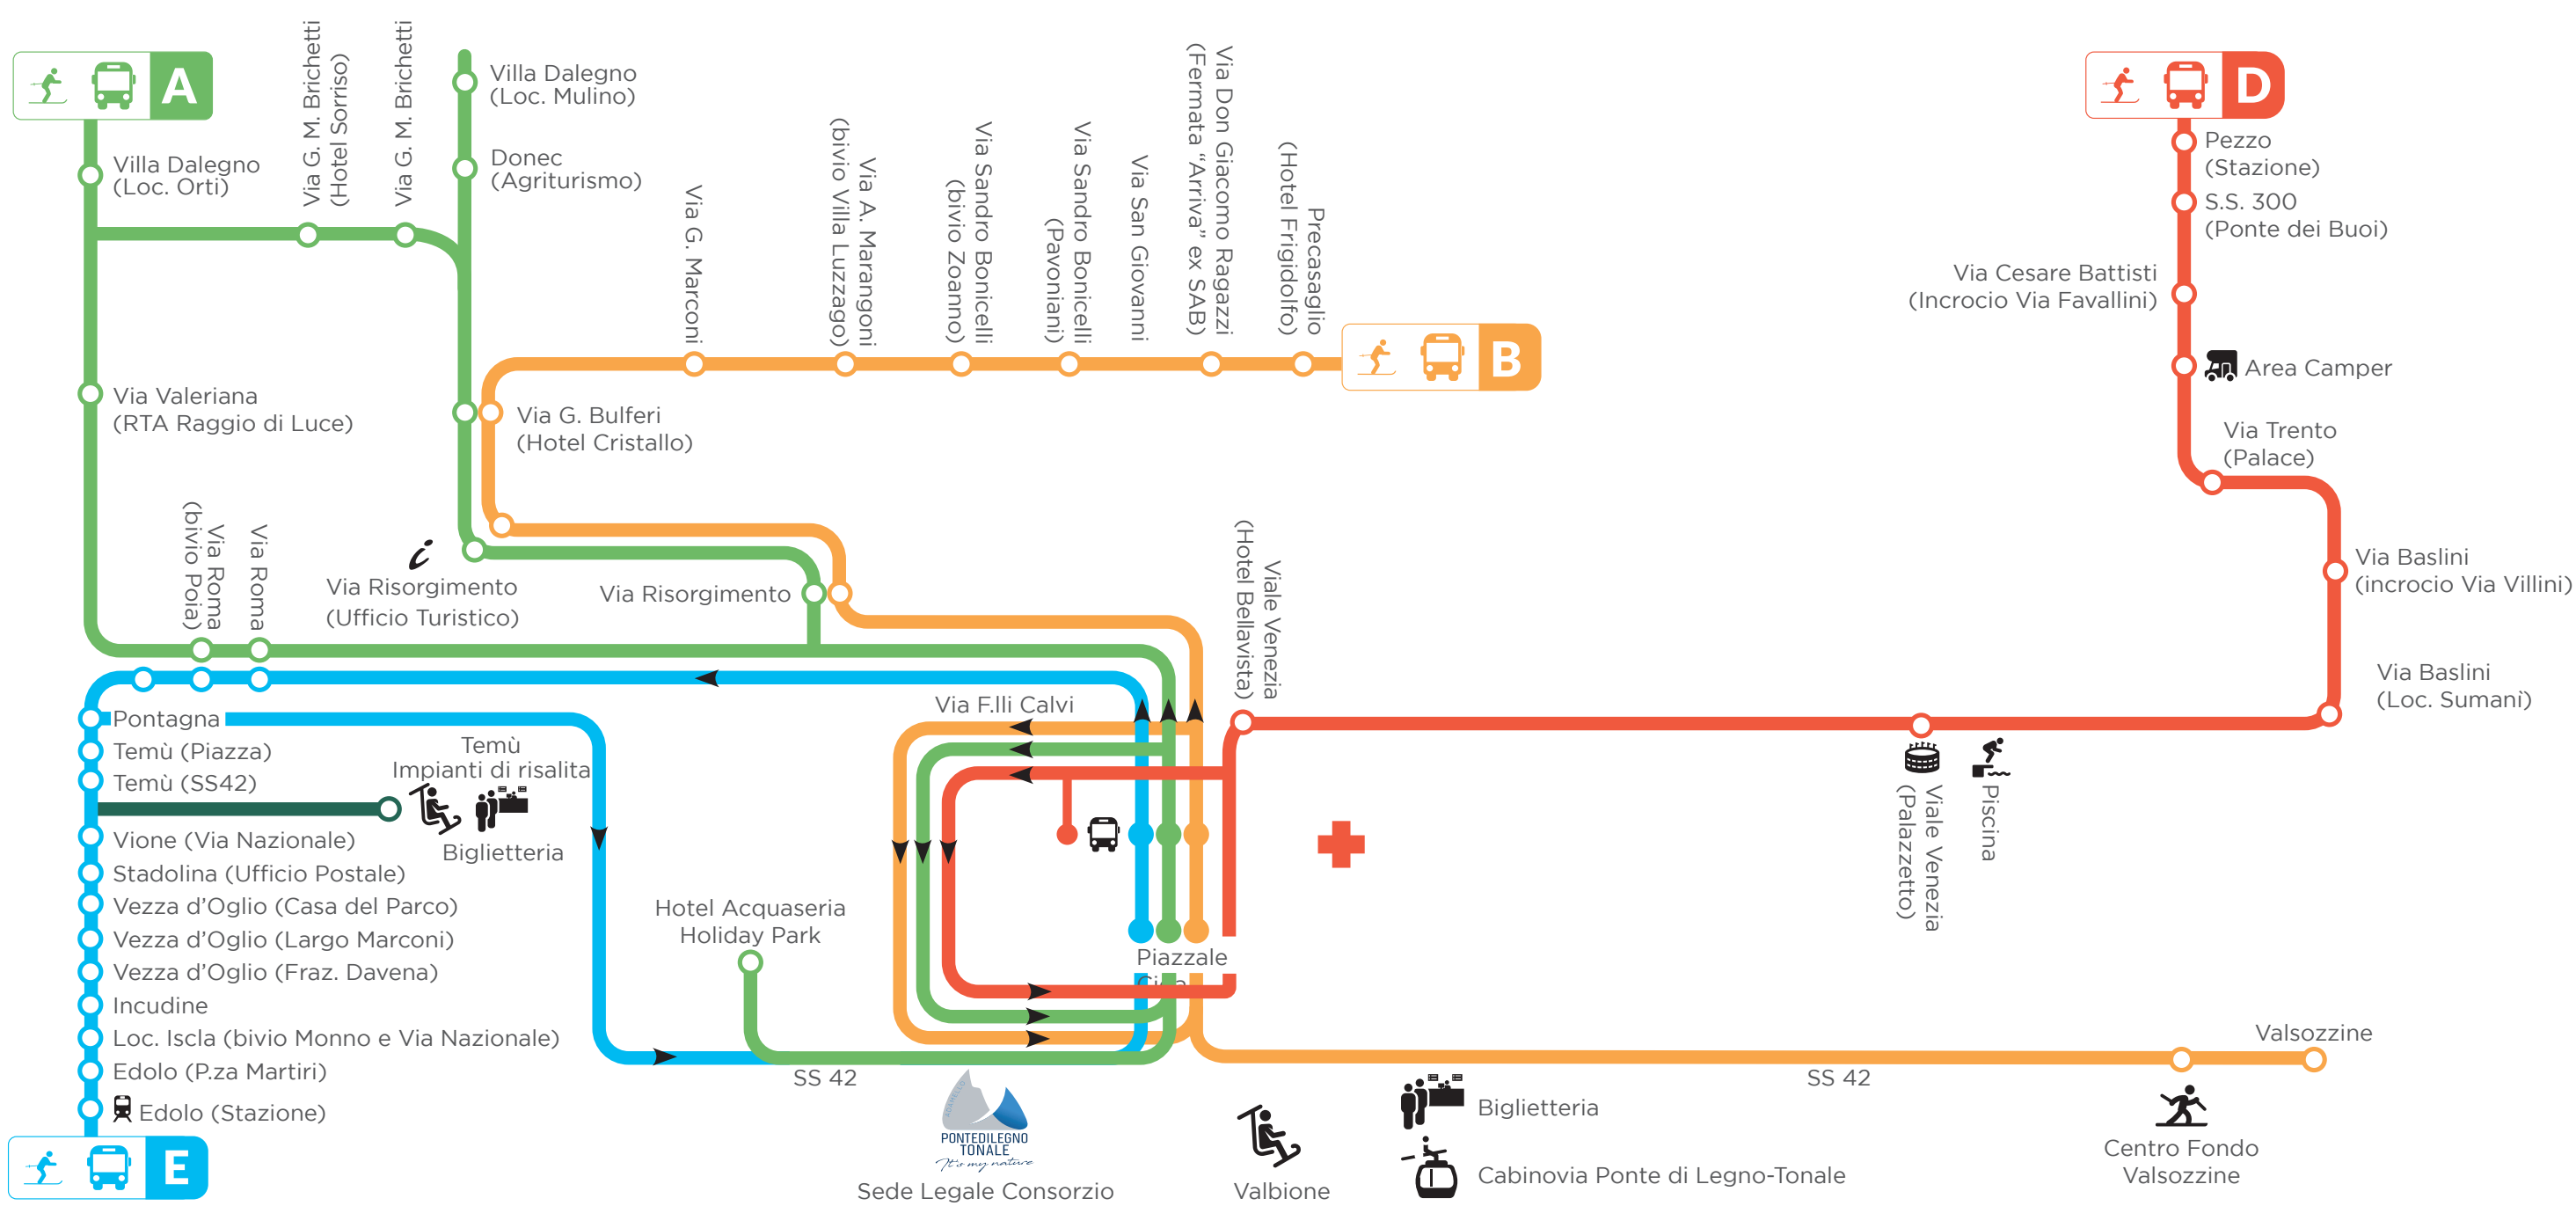 A
Villa Dalegno
(Loc. Orti)
Via G. M. Brichetti
(Hotel Sorriso)
Via G. M. Brichetti
Villa Dalegno
(Loc. Mulino)
Donec
(Agriturismo)
Via Valeriana
(RTA Raggio di Luce)
Via G. Marconi
Via A. Marangoni
(bivio Villa Luzzago)
Via Sandro Bonicelli
(bivio Zoanno)
Via Sandro Bonicelli
(Pavoniani)
Via San Giovanni
Via Don Giacomo Ragazzi
(Fermata “Arriva” ex SAB)
Precasaglio
(Hotel Frigidolfo)
B
Via G. Bulferi
(Hotel Cristallo)
D
Pezzo
(Stazione)
S.S. 300
(Ponte dei Buoi)
Via Cesare Battisti
(Incrocio Via Favallini)
Area Camper
Via Trento
(Palace)
Via Baslini
(incrocio Via Villini)
Via Baslini
(Loc. Sumani)
Via Roma
(bivio Poia)
Via Roma
i
Via Risorgimento
(Ufficio Turistico)
Via Risorgimento
Viale Venezia
(Hotel Bellavista)
Via F.lli Calvi
Viale Venezia
(Palazzetto)
Piscina
Pontagna
Temù (Piazza)
Temù (SS42)
Temù
Impianti di risalita
Biglietteria
Vione (Via Nazionale)
Stadolina (Ufficio Postale)
Vezza d’Oglio (Casa del Parco)
Vezza d’Oglio (Largo Marconi)
Vezza d’Oglio (Fraz. Davena)
Incudine
Loc. Iscla (bivio Monno e Via Nazionale)
Edolo (P.za Martiri)
Edolo (Stazione)
E
Hotel Acquaseria
Holiday Park
Piazzale
SS 42
SS 42
Valsozzine
Centro Fondo
Valsozzine
ADAMELLO
PONTEDILEGNO
TONALE
It is my nature
Sede Legale Consorzio
Valbione
Biglietteria
Cabinovia Ponte di Legno-Tonale